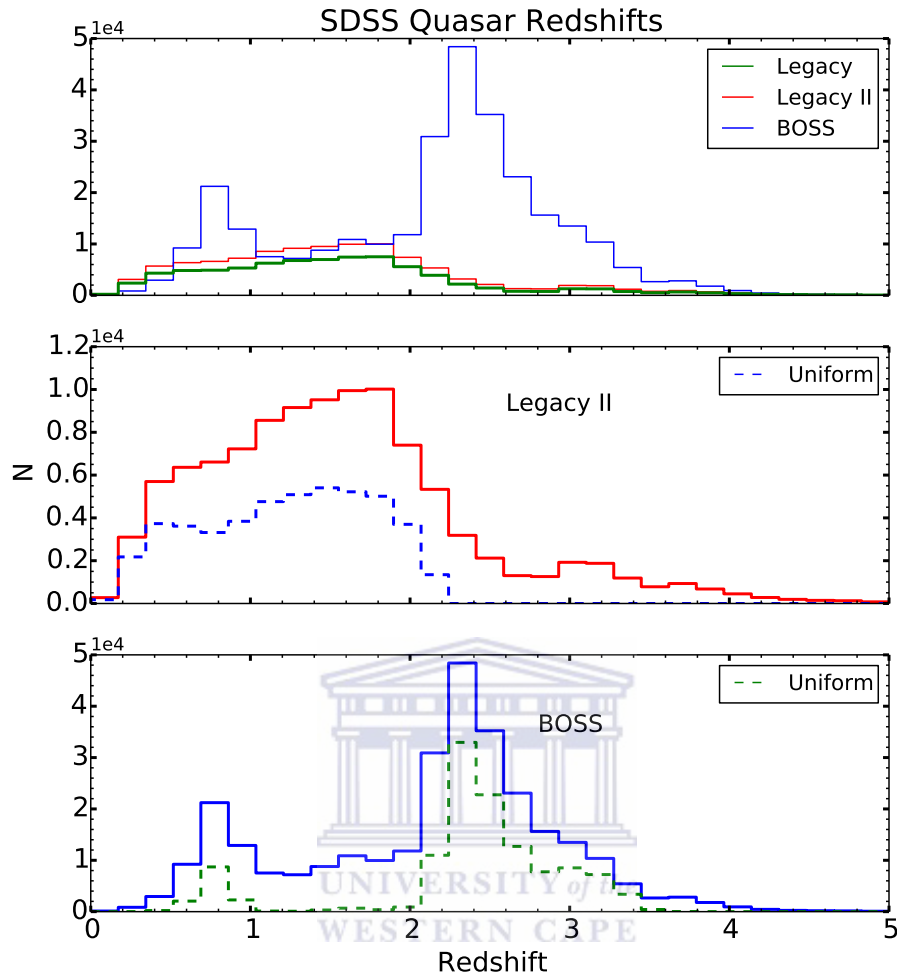 SDSS Quasar Redshifts
1e4
5
4
3
2
1
0
Legacy
Legacy II
BOSS
1e4
1.2
1.0
0.8
0.6
0.4
0.2
0.0
Uniform
Legacy II
N
1e4
5
4
3
2
1
0
Uniform
BOSS
UNIVERSITY of the
WESTERN CAPE
0 1 2 3 4 5
Redshift